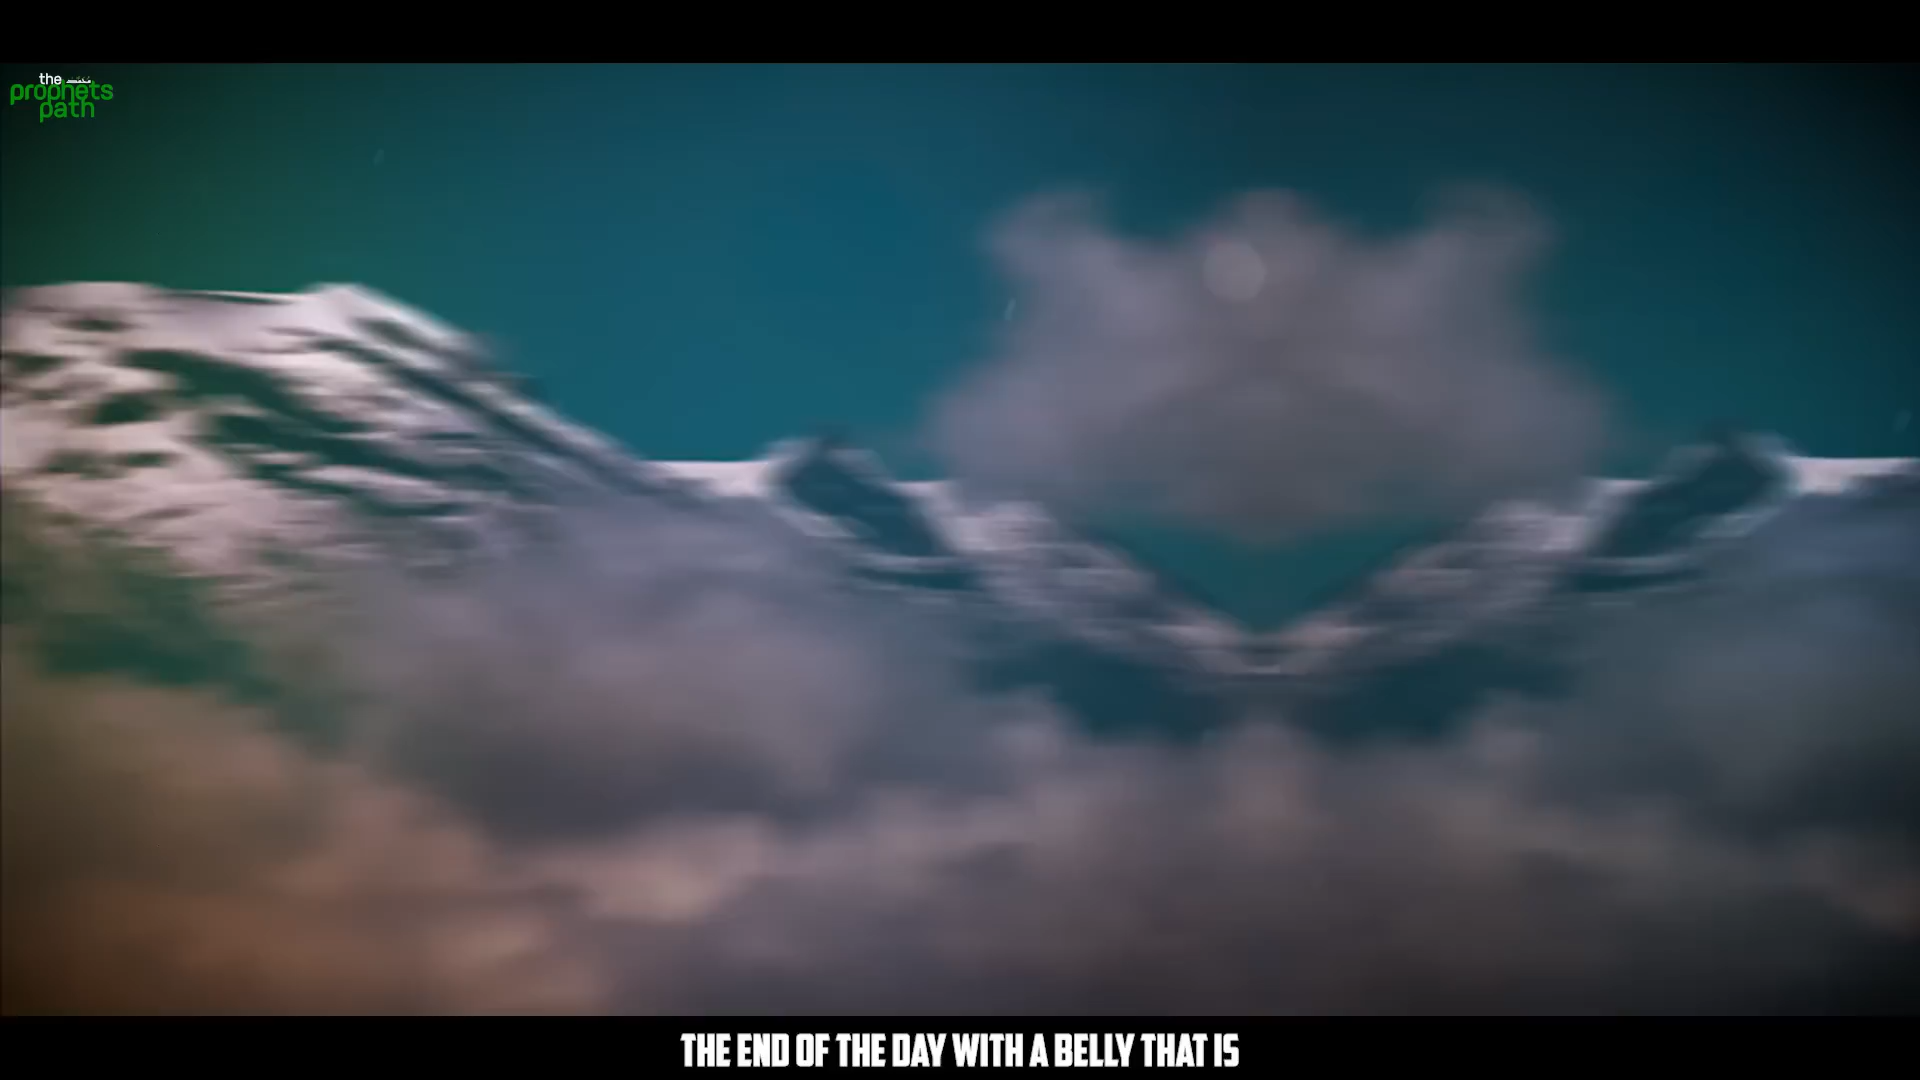 the
prophets
path
THE END OF THE DAY WITH A BELLY THAT IS